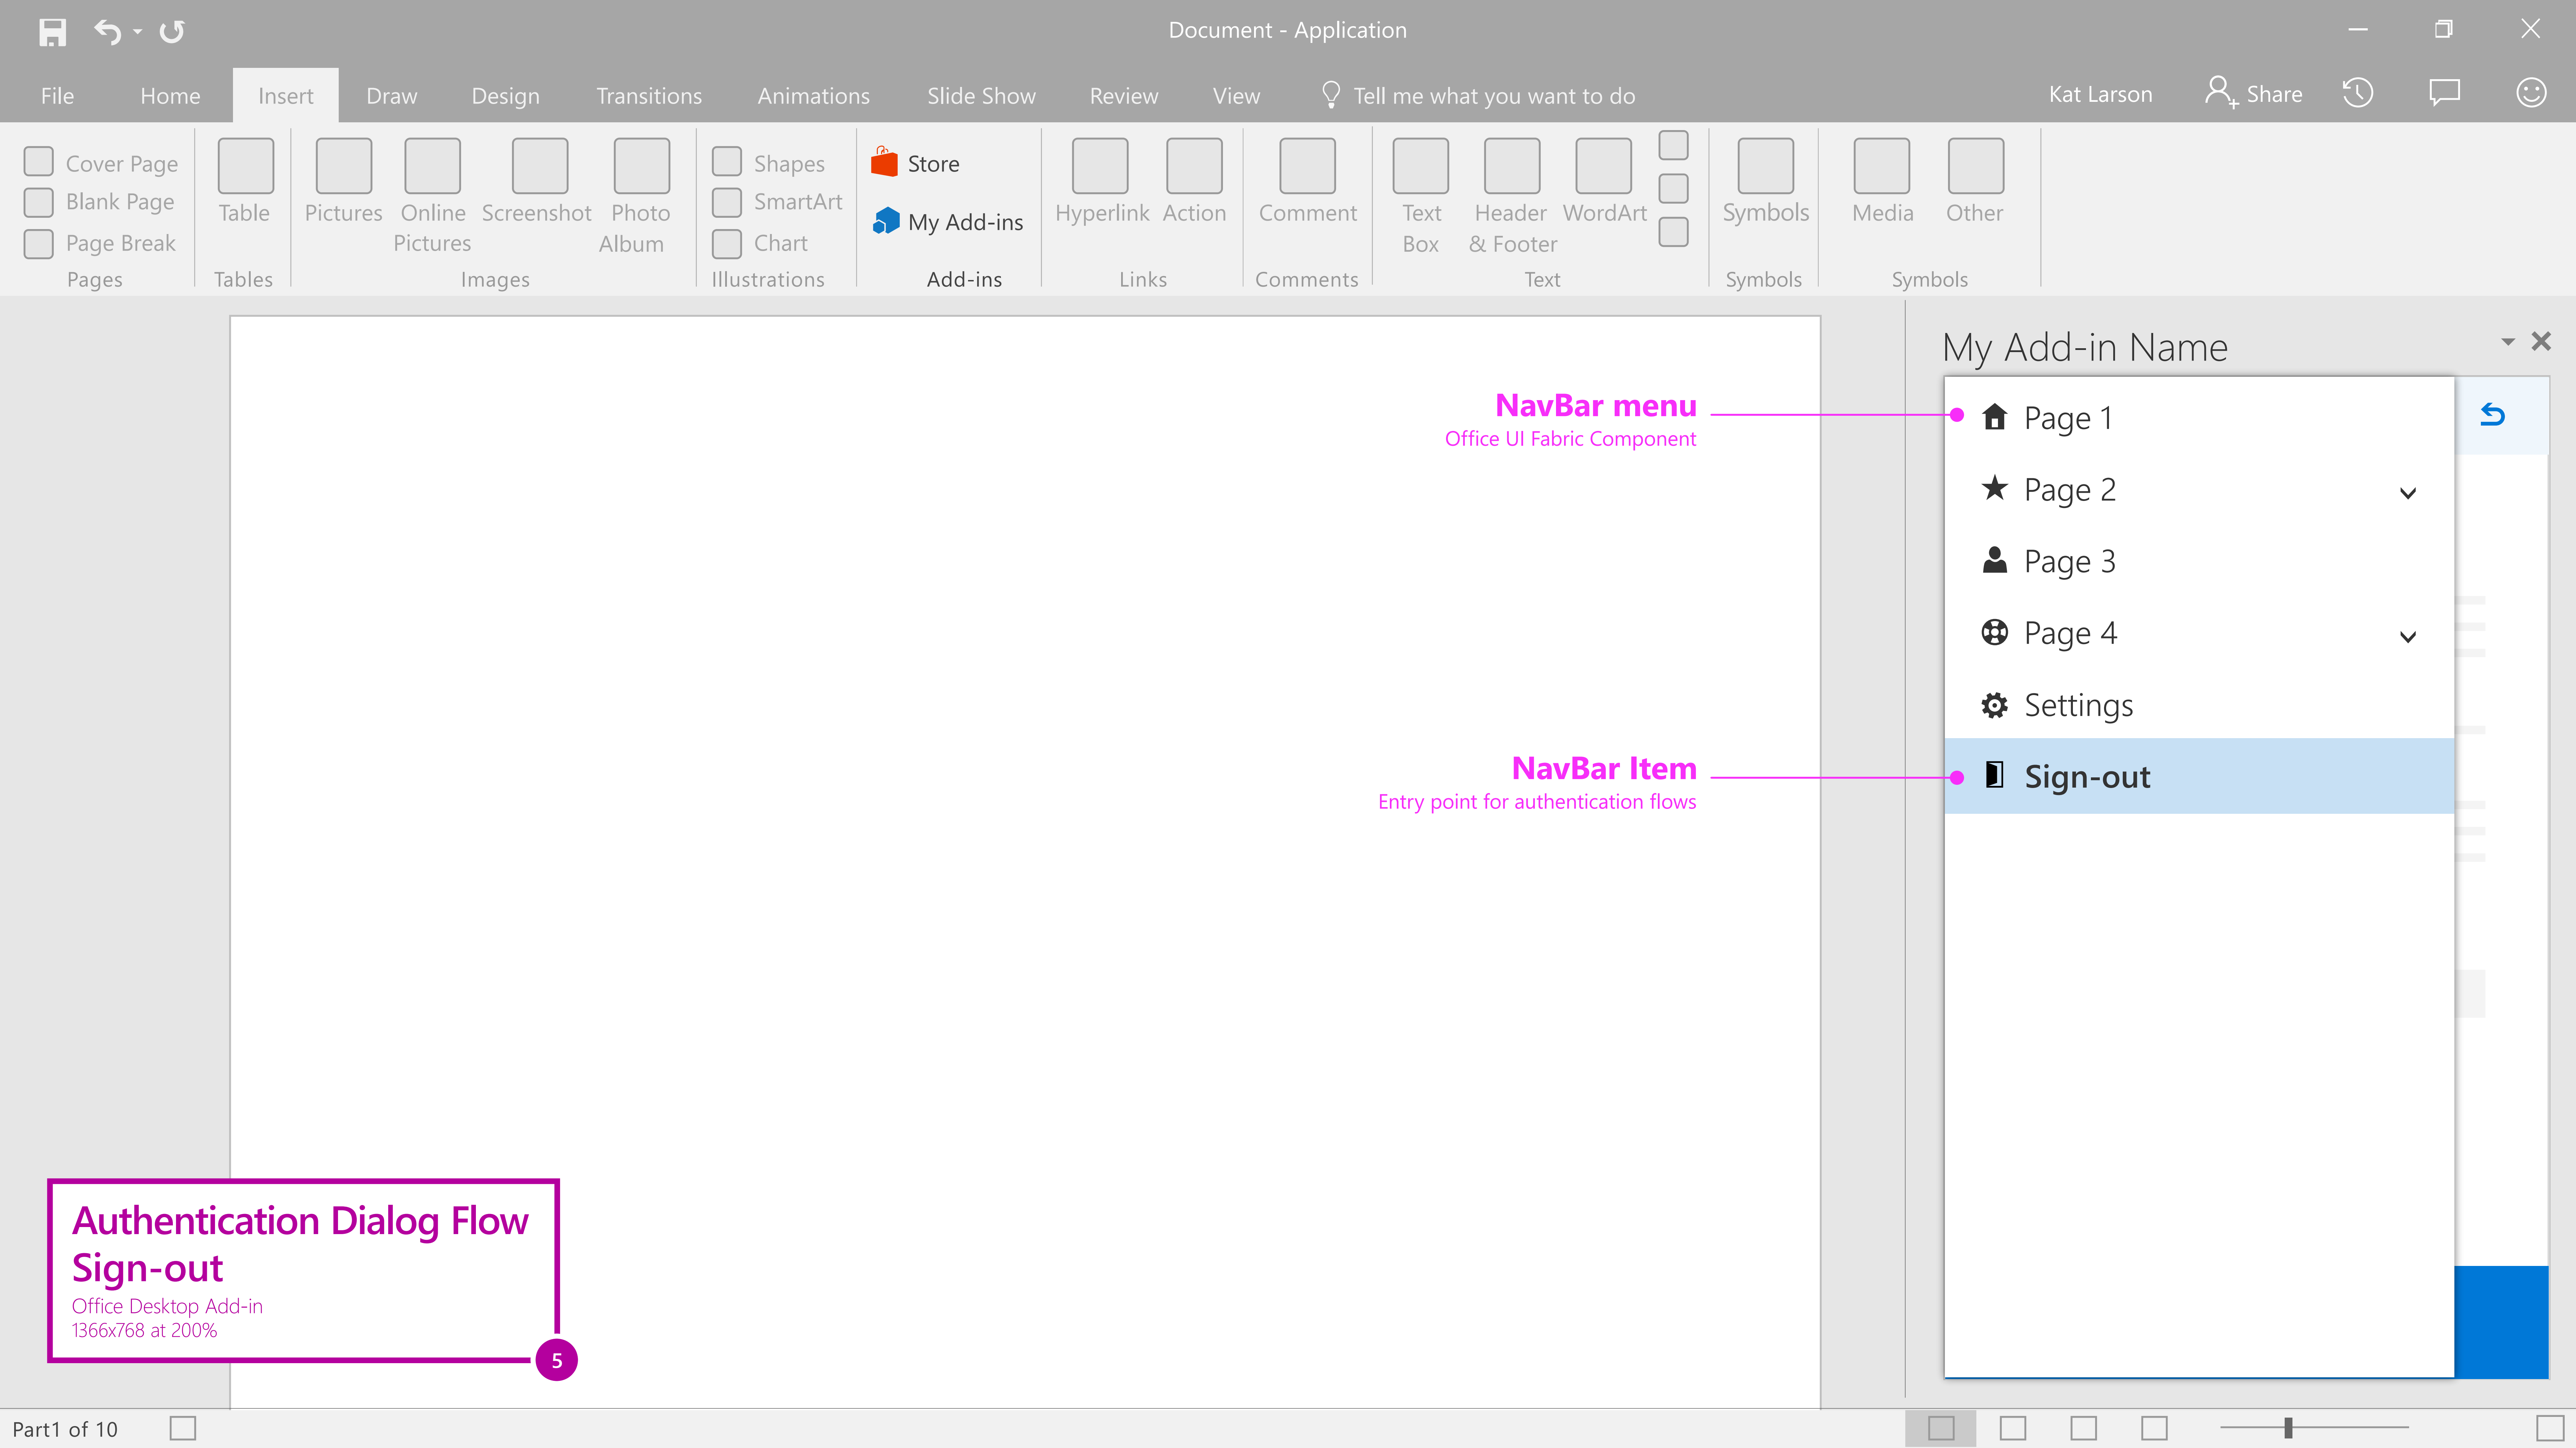 Document - Application
File Home Insert Draw Design Transitions Animations Slide Show Review View Tell me what you want to do Kat Larson Share
Cover Page
Blank Page
Page Break
Pages
Table
Tables
Pictures
Online
Pictures
Screenshot
Photo
Album
Images
Shapes
SmartArt
Chart
Illustrations
Store
My Add-ins
Add-ins
Hyperlink Action
Links
Comment
Comments
Text
Box
Header
& Footer
WordArt
Text
Symbols
Symbols
Media Other
Symbols
My Add-in Name
NavBar menu
Office UI Fabric Component
Page 1
Page 2
Page 3
Page 4
Settings
NavBar Item
Entry point for authentication flows
Sign-out
Authentication Dialog Flow
Sign-out
Office Desktop Add-in
1366x768 at 200%
5
Part1 of 10